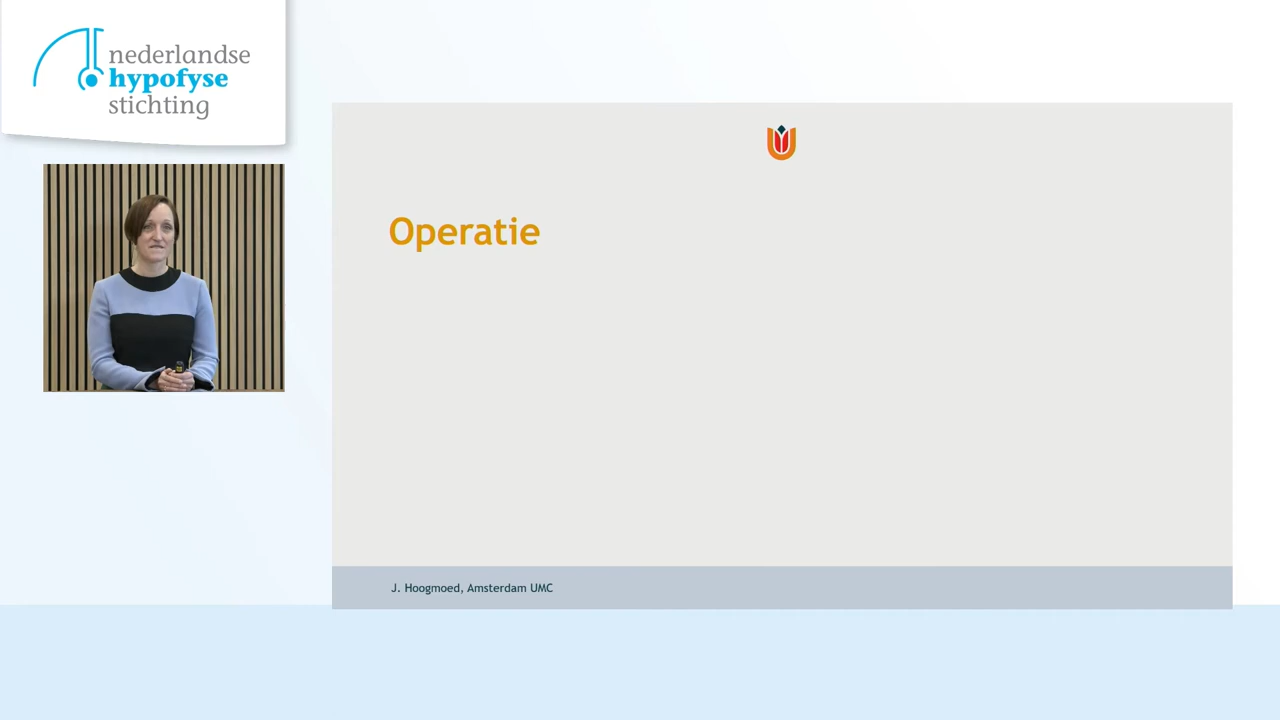 nederlandse
hypofyse
stichting
Operatie
J. Hoogmoed, Amsterdam UMC